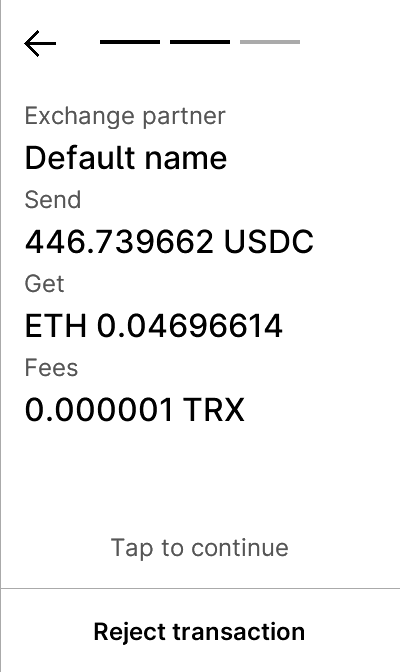 Exchange partner
Default name
Send
446.739662 USDC
Get
ETH 0.04696614
Fees
0.000001 TRX
Tap to continue
Reject transaction